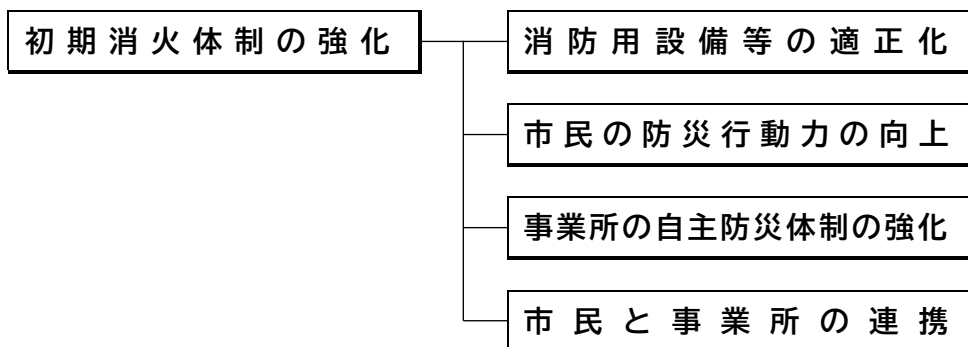 初期消火体制の強化
消防用設備等の適正化
市民の防災行動力の向上
事業所の自主防災体制の強化
市民と事業所の連携